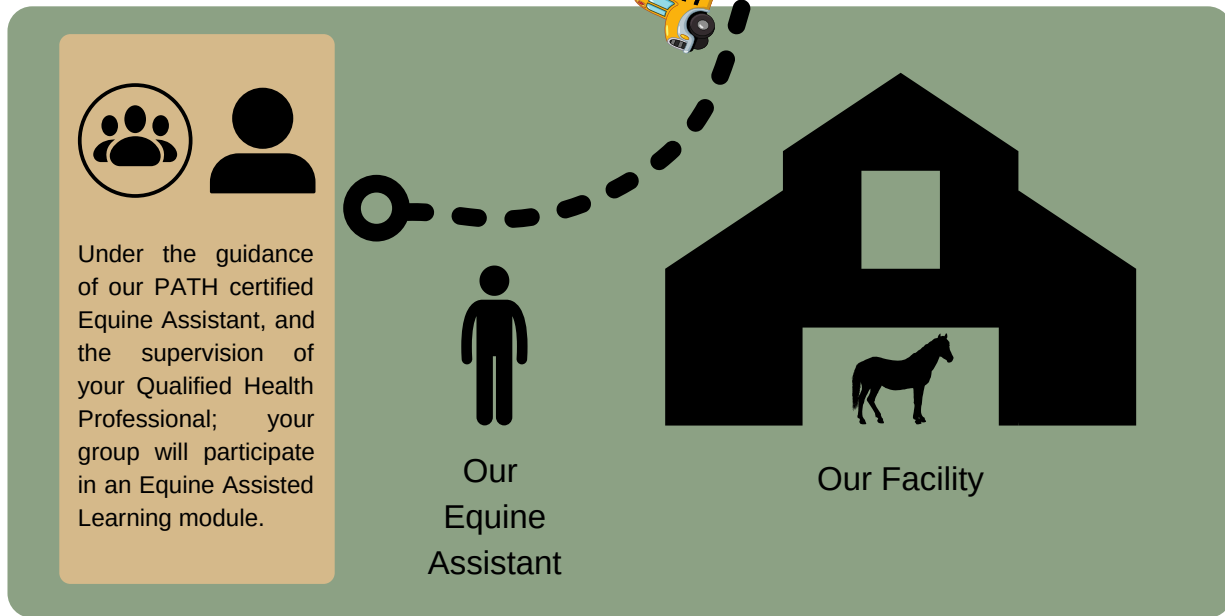 Under the guidance
of our PATH certified
Equine Assistant, and
the supervision of
your Qualified Health
Professional; your
group will participate
in an Equine Assisted
Learning module.
Our
Equine
Assistant
Our Facility